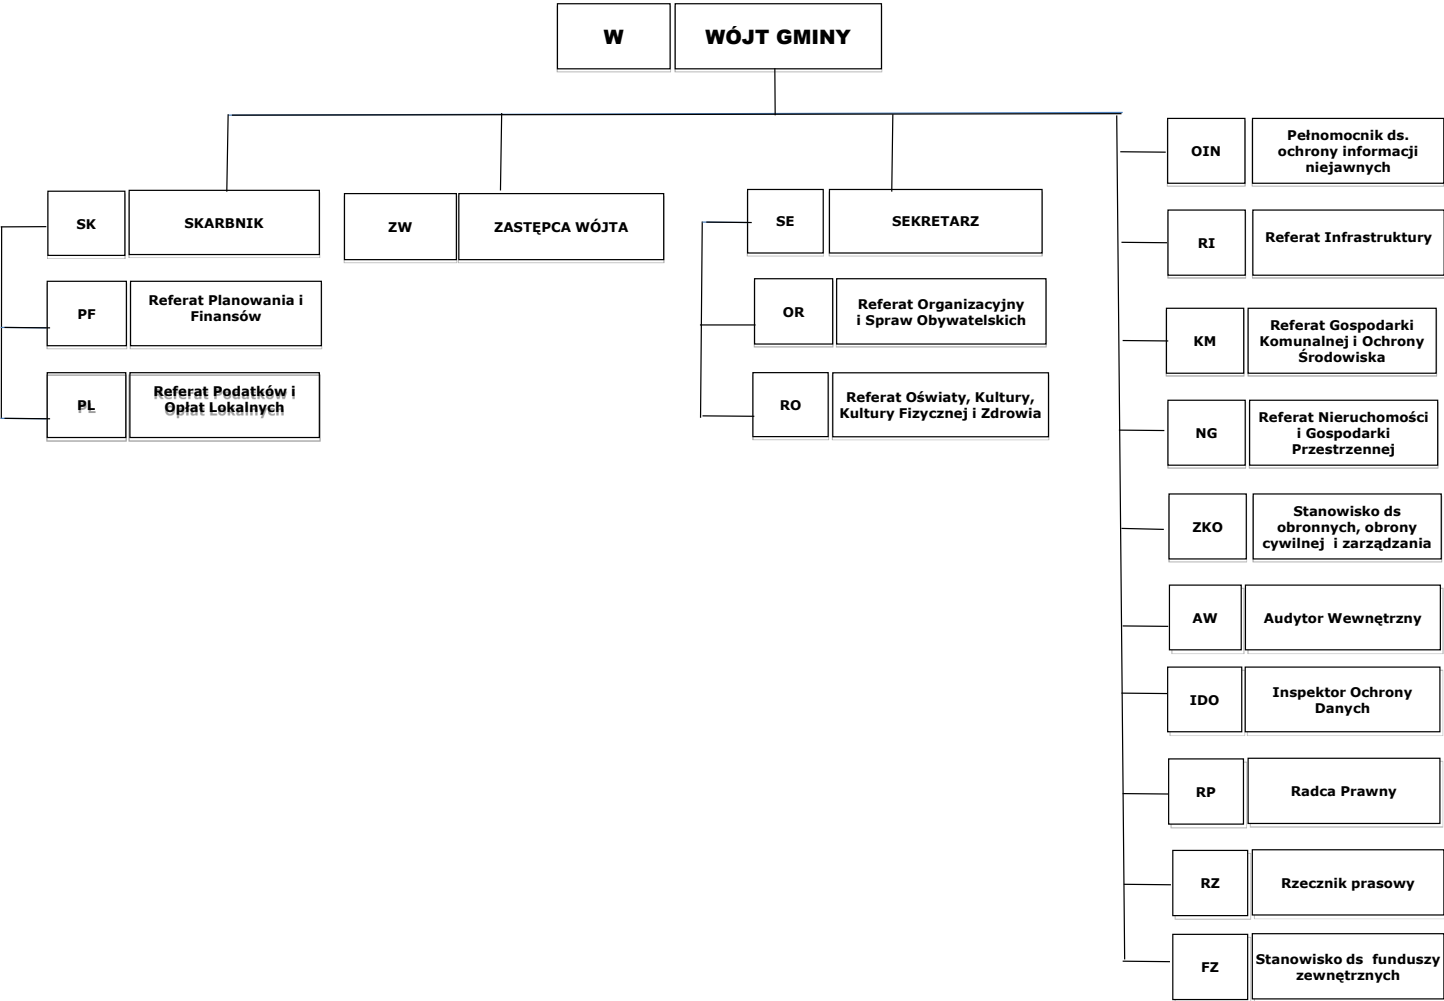 W
WÓJT GMINY
SK
SKARBNIK
PF
Referat Planowania i
Finansów
PL
Referat Podatków i
Opłat Lokalnych
ZW
ZASTĘPCA WÓJTA
SE
SEKRETARZ
OR
Referat Organizacyjny
i Spraw Obywatelskich
RO
Referat Oświaty, Kultury,
Kultury Fizycznej i Zdrowia
OIN
Pełnomocnik ds.
ochrony informacji
niejawnych
RI
Referat Infrastruktury
KM
Referat Gospodarki
Komunalnej i Ochrony
Środowiska
NG
Referat Nieruchomości
i Gospodarki
Przestrzennej
ZKO
Stanowisko ds
obronnych, obrony
cywilnej i zarządzania
AW
Audytor Wewnętrzny
IDO
Inspektor Ochrony
Danych
RP
Radca Prawny
RZ
Rzecznik prasowy
FZ
Stanowisko ds funduszy
zewnętrznych